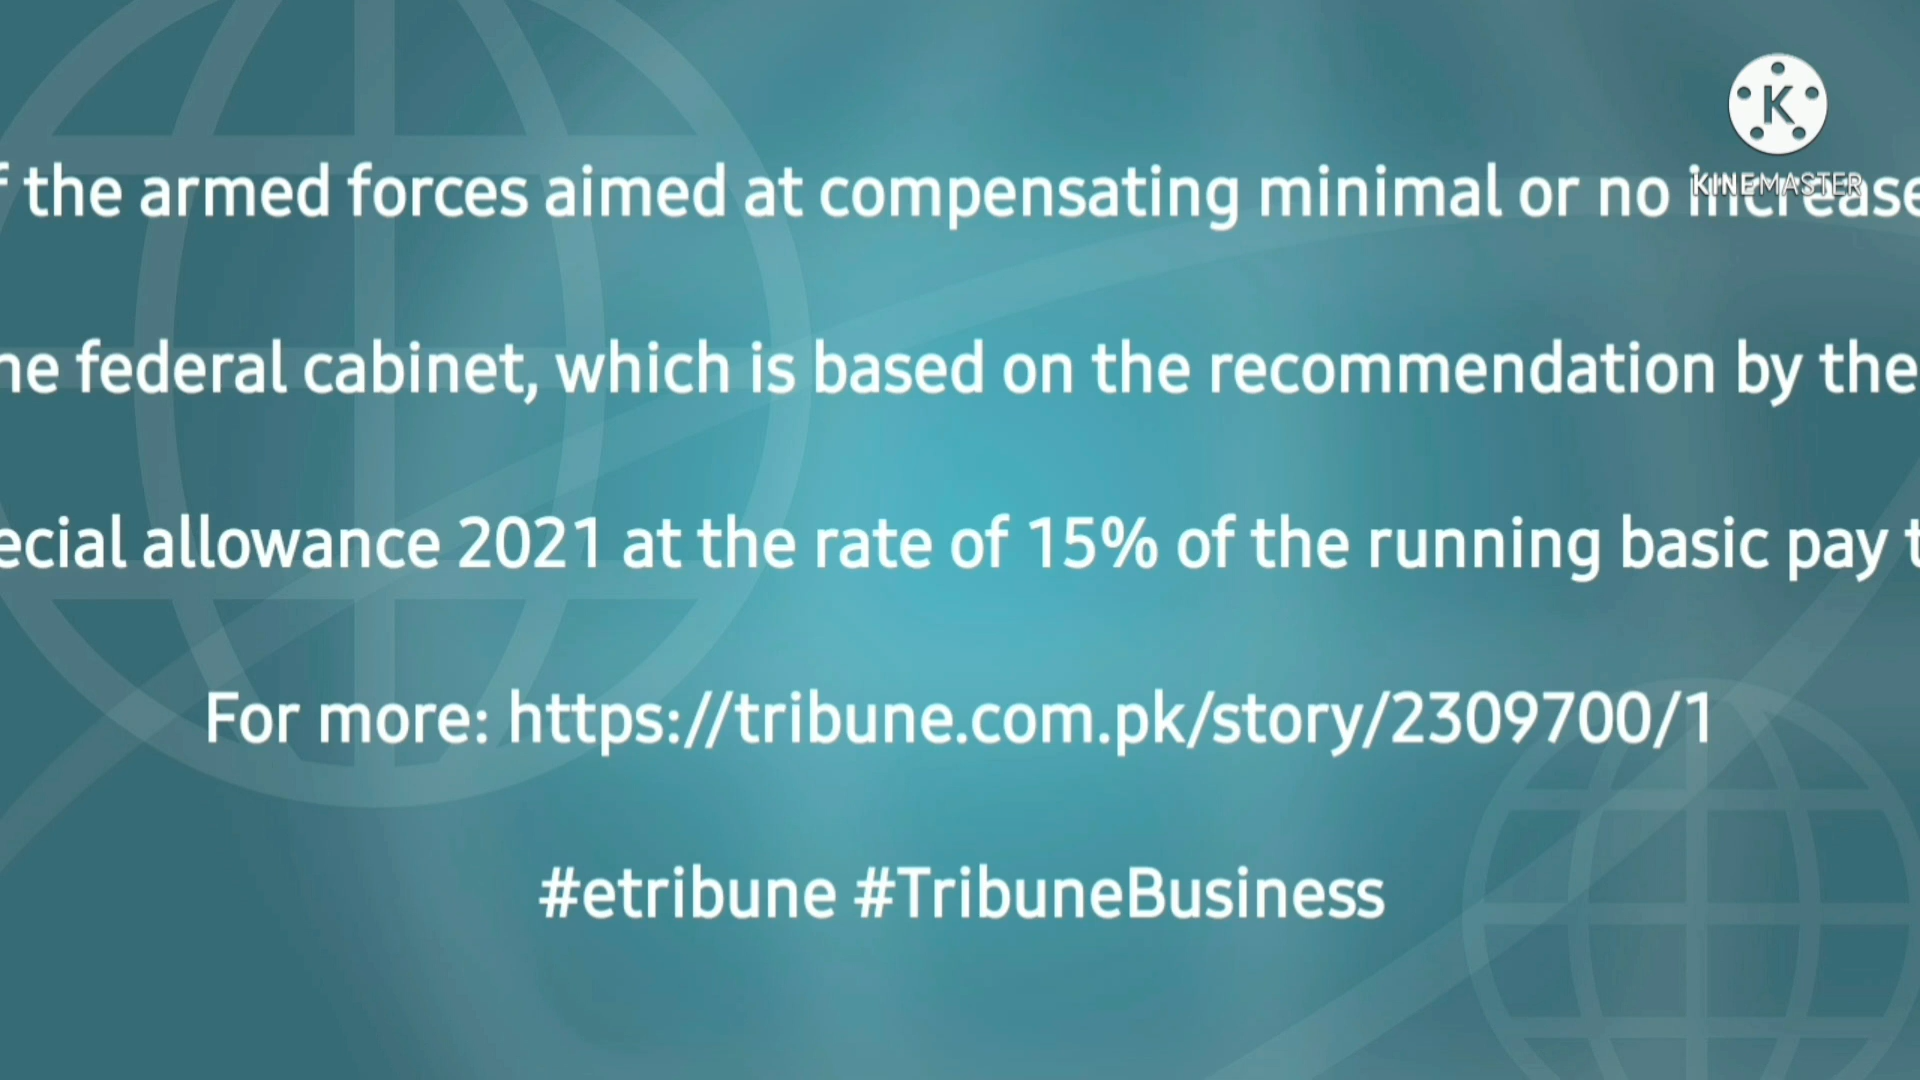 the armed forces aimed at compensating minimal or no increase
federal cabinet, which is based on the recommendation by the
ecial allowance 2021 at the rate of 15% of the running basic pay
For more: https://tribune.com.pk/story/2309700/1
#etribune #TribuneBusiness
K
KINEMASTER